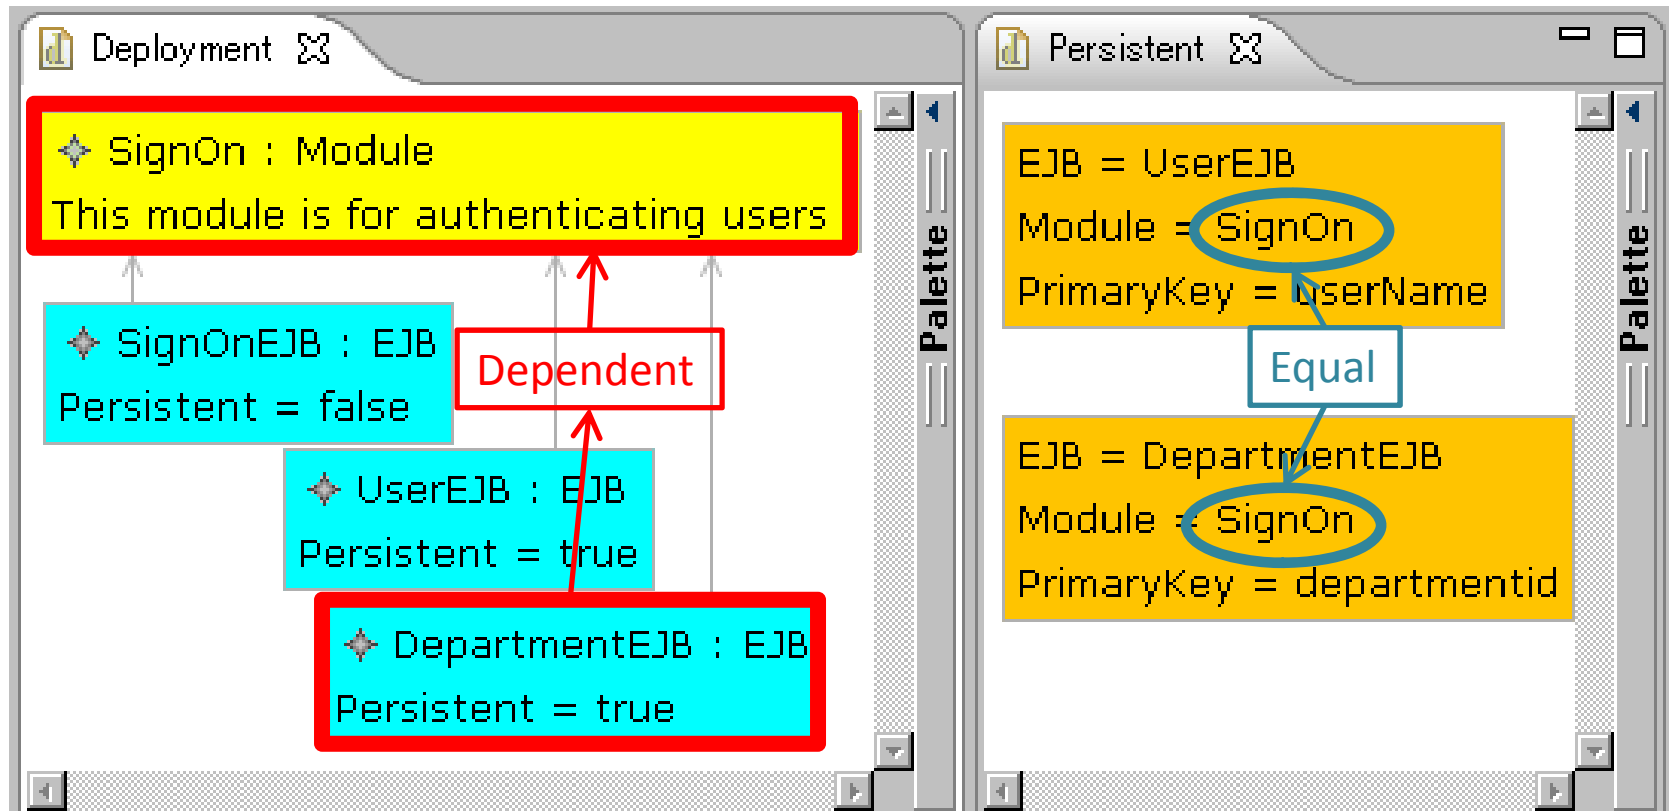 Deployment
SignOn : Module
This module is for authenticating users
SignOnEJB : EJB
Persistent = false
Dependent
UserEJB : EJB
Persistent = true
DepartmentEJB : EJB
Persistent = true
Palette
Persistent
EJB = UserEJB
Module = SignOn
PrimaryKey = userName
Equal
EJB = DepartmentEJB
Module = SignOn
PrimaryKey = departmentid
Palette